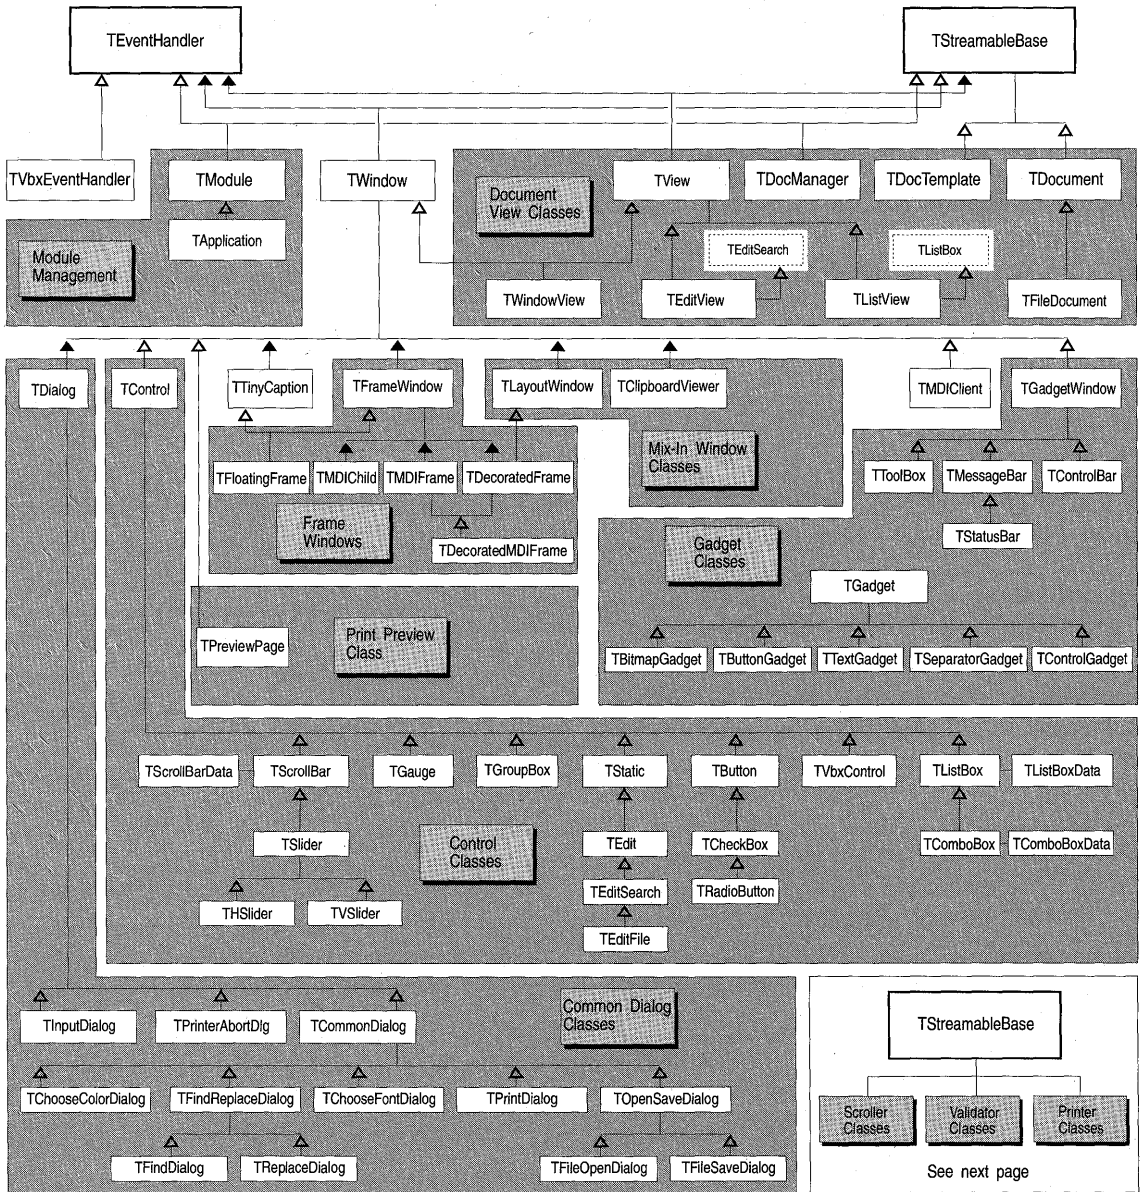 TEventHandler
TStreamableBase
TVbxEventHandler
TModule
TWindow
Document
View Classes
TView
TDocManager
TDocTemplate
TDocument
TApplication
Module
Management
TEditSearch
TListBox
TWindowView
TEditView
TListView
TFileDocument
TDialog
TControl
TTinyCaption
TFrameWindow
TLayoutWindow
TClipboardViewer
TMDIClient
TGadgetWindow
Mix-In Window
Classes
TFloatingFrame
TMDIChild
TMDIFrame
TDecoratedFrame
TToolBox
TMessageBar
TControlBar
Frame
Windows
TDecoratedMDIFrame
Gadget
Classes
TStatusBar
TGadget
TPreviewPage
Print Preview
Class
TBitmapGadget
TButtonGadget
TTextGadget
TSeparatorGadget
TControlGadget
TScrollBarData
TScrollBar
TGauge
TGroupBox
TStatic
TButton
TVbxControl
TListBox
TListBoxData
TSlider
Control
Classes
TEdit
TCheckBox
TComboBox
TComboBoxData
TEditSearch
TRadioButton
THSlider
TVSlider
TEditFile
TInputDialog
TPrinterAbortDlg
TCommonDialog
Common Dialog
Classes
TStreamableBase
TChooseColorDialog
TFindReplaceDialog
TChooseFontDialog
TPrintDialog
TOpenSaveDialog
Scroller
Classes
Validator
Classes
Printer
Classes
TFindDialog
TReplaceDialog
TFileOpenDialog
TFileSaveDialog
See next page